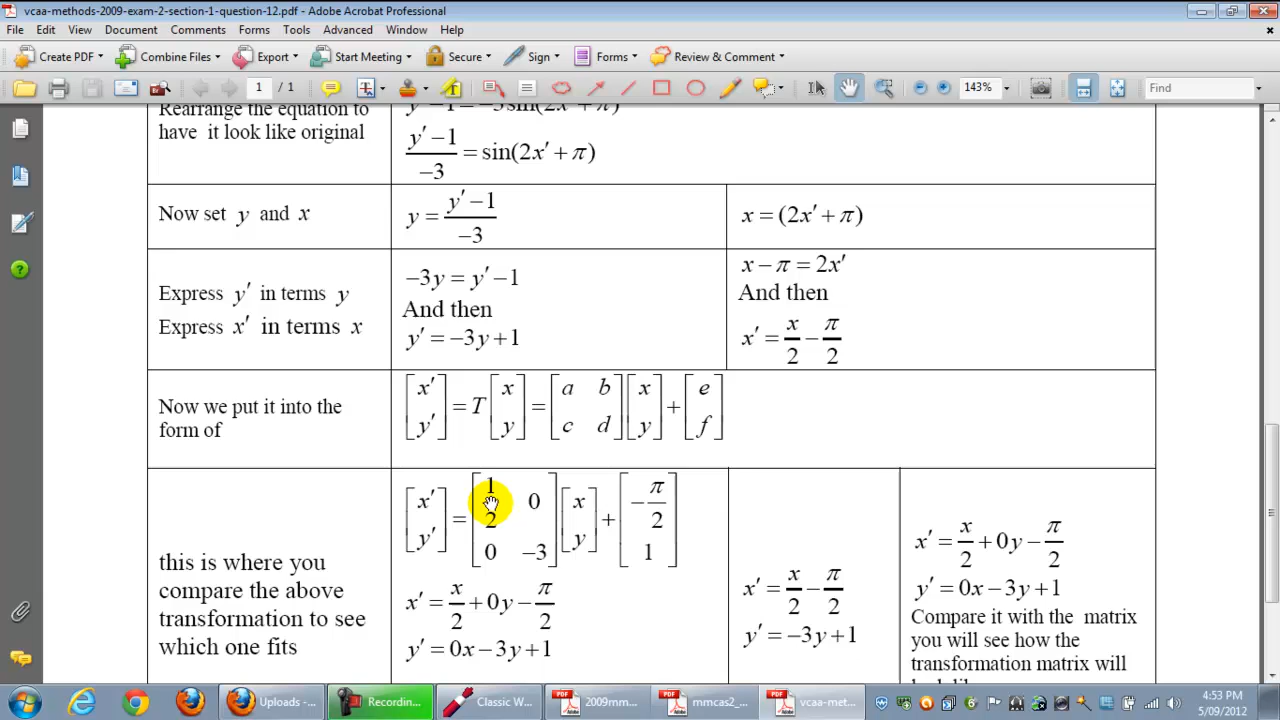 vcaa-methods-2009-exam-2-section-1-question-12.pdf - Adobe Acrobat Professional
File Edit View Document Comments Forms Tools Advanced Window Help
Create PDF Combine Files Export Start Meeting Secure Sign Forms Review & Comment
1 / 1 143% Find
Rearrange the equation to
have it look like original
y′ − 1 = −3sin(2x′ + π)
(y′ − 1)/−3 = sin(2x′ + π)
Now set y and x
y = (y′ − 1)/−3
x = (2x′ + π)
Express y′ in terms y
Express x′ in terms x
−3y = y′ − 1
And then
y′ = −3y + 1
x − π = 2x′
And then
x′ = x/2 − π/2
Now we put it into the
form of
[x′ y′] = T [x y] = [a b c d] [x y] + [e f]
this is where you
compare the above
transformation to see
which one fits
[x′ y′] = [1/2 0 0 −3] [x y] + [−π/2 1]
x′ = x/2 + 0y − π/2
y′ = 0x − 3y + 1
x′ = x/2 − π/2
y′ = −3y + 1
x′ = x/2 + 0y − π/2
y′ = 0x − 3y + 1
Compare it with the matrix
you will see how the
transformation matrix will
Uploads -... Recordin... Classic W... 2009mm... mmcas2_... vcaa-met...
4:53 PM
5/09/2012